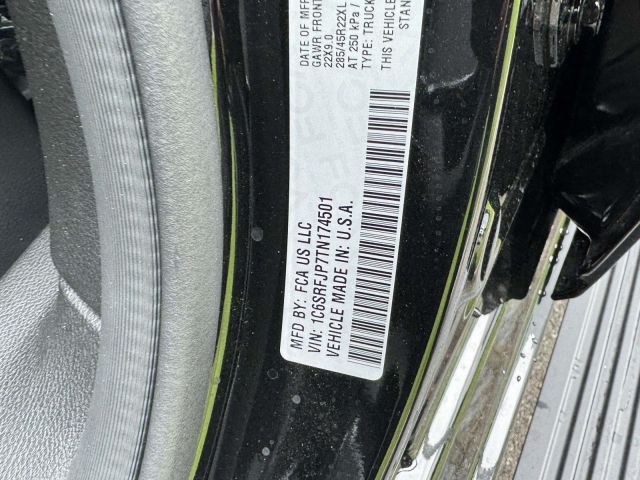 MFD BY: FCA US LLC
DATE OF MFR
GAWR FRONT
22X9.0
285/45R22XL
AT 250 kPa /
TYPE: TRUCK
THIS VEHICLE
STAN
VIN: 1C6SRFJP7TN174501
VEHICLE MADE IN: U.S.A.